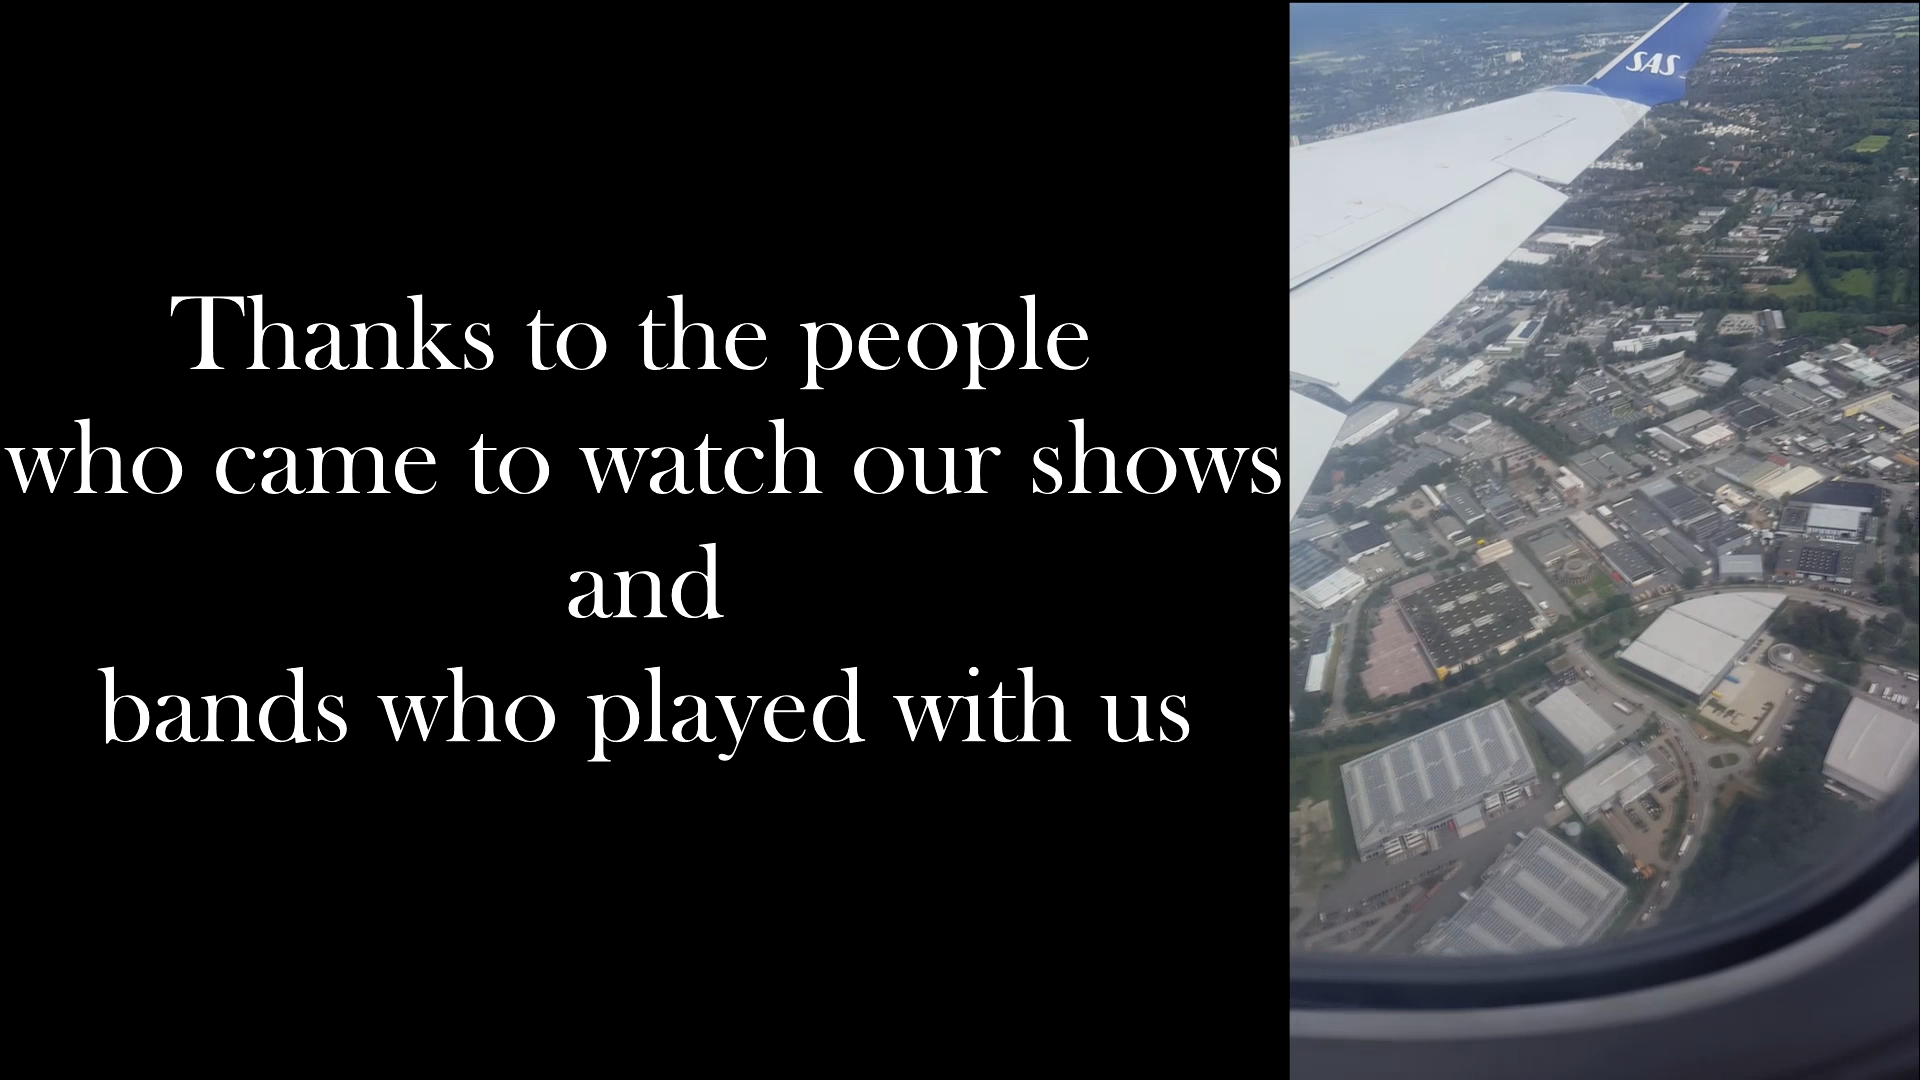 Thanks to the people
who came to watch our shows
and
bands who played with us
SAS